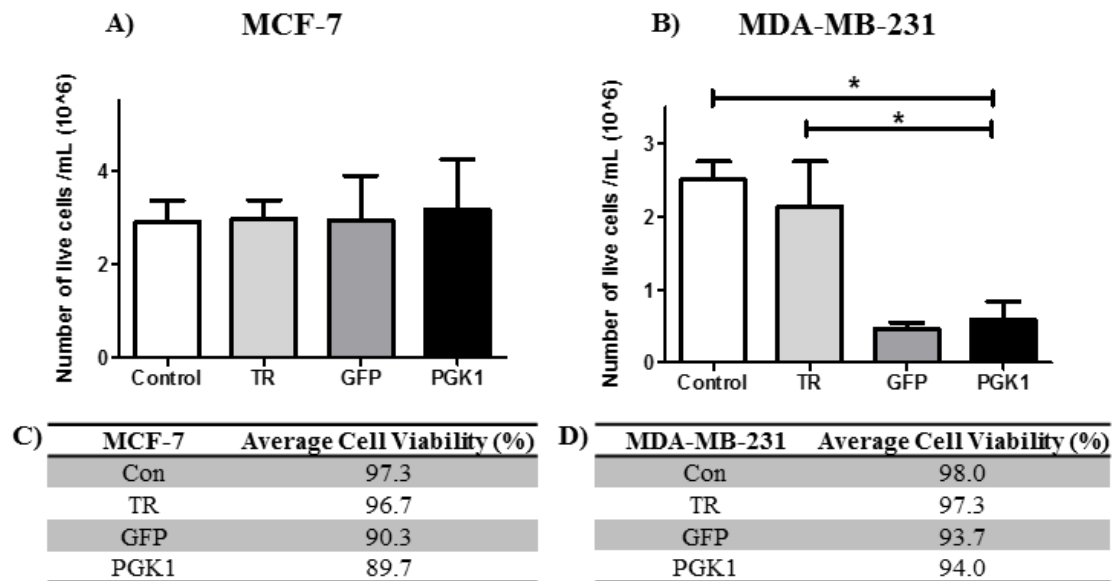 A) MCF-7
Number of live cells /mL (10^6)
4
2
0
Control TR GFP PGK1
B) MDA-MB-231
Number of live cells /mL (10^6)
*
*
3
2
1
0
Control TR GFP PGK1
C) MCF-7 Average Cell Viability (%)
Con 97.3
TR 96.7
GFP 90.3
PGK1 89.7
D) MDA-MB-231 Average Cell Viability (%)
Con 98.0
TR 97.3
GFP 93.7
PGK1 94.0